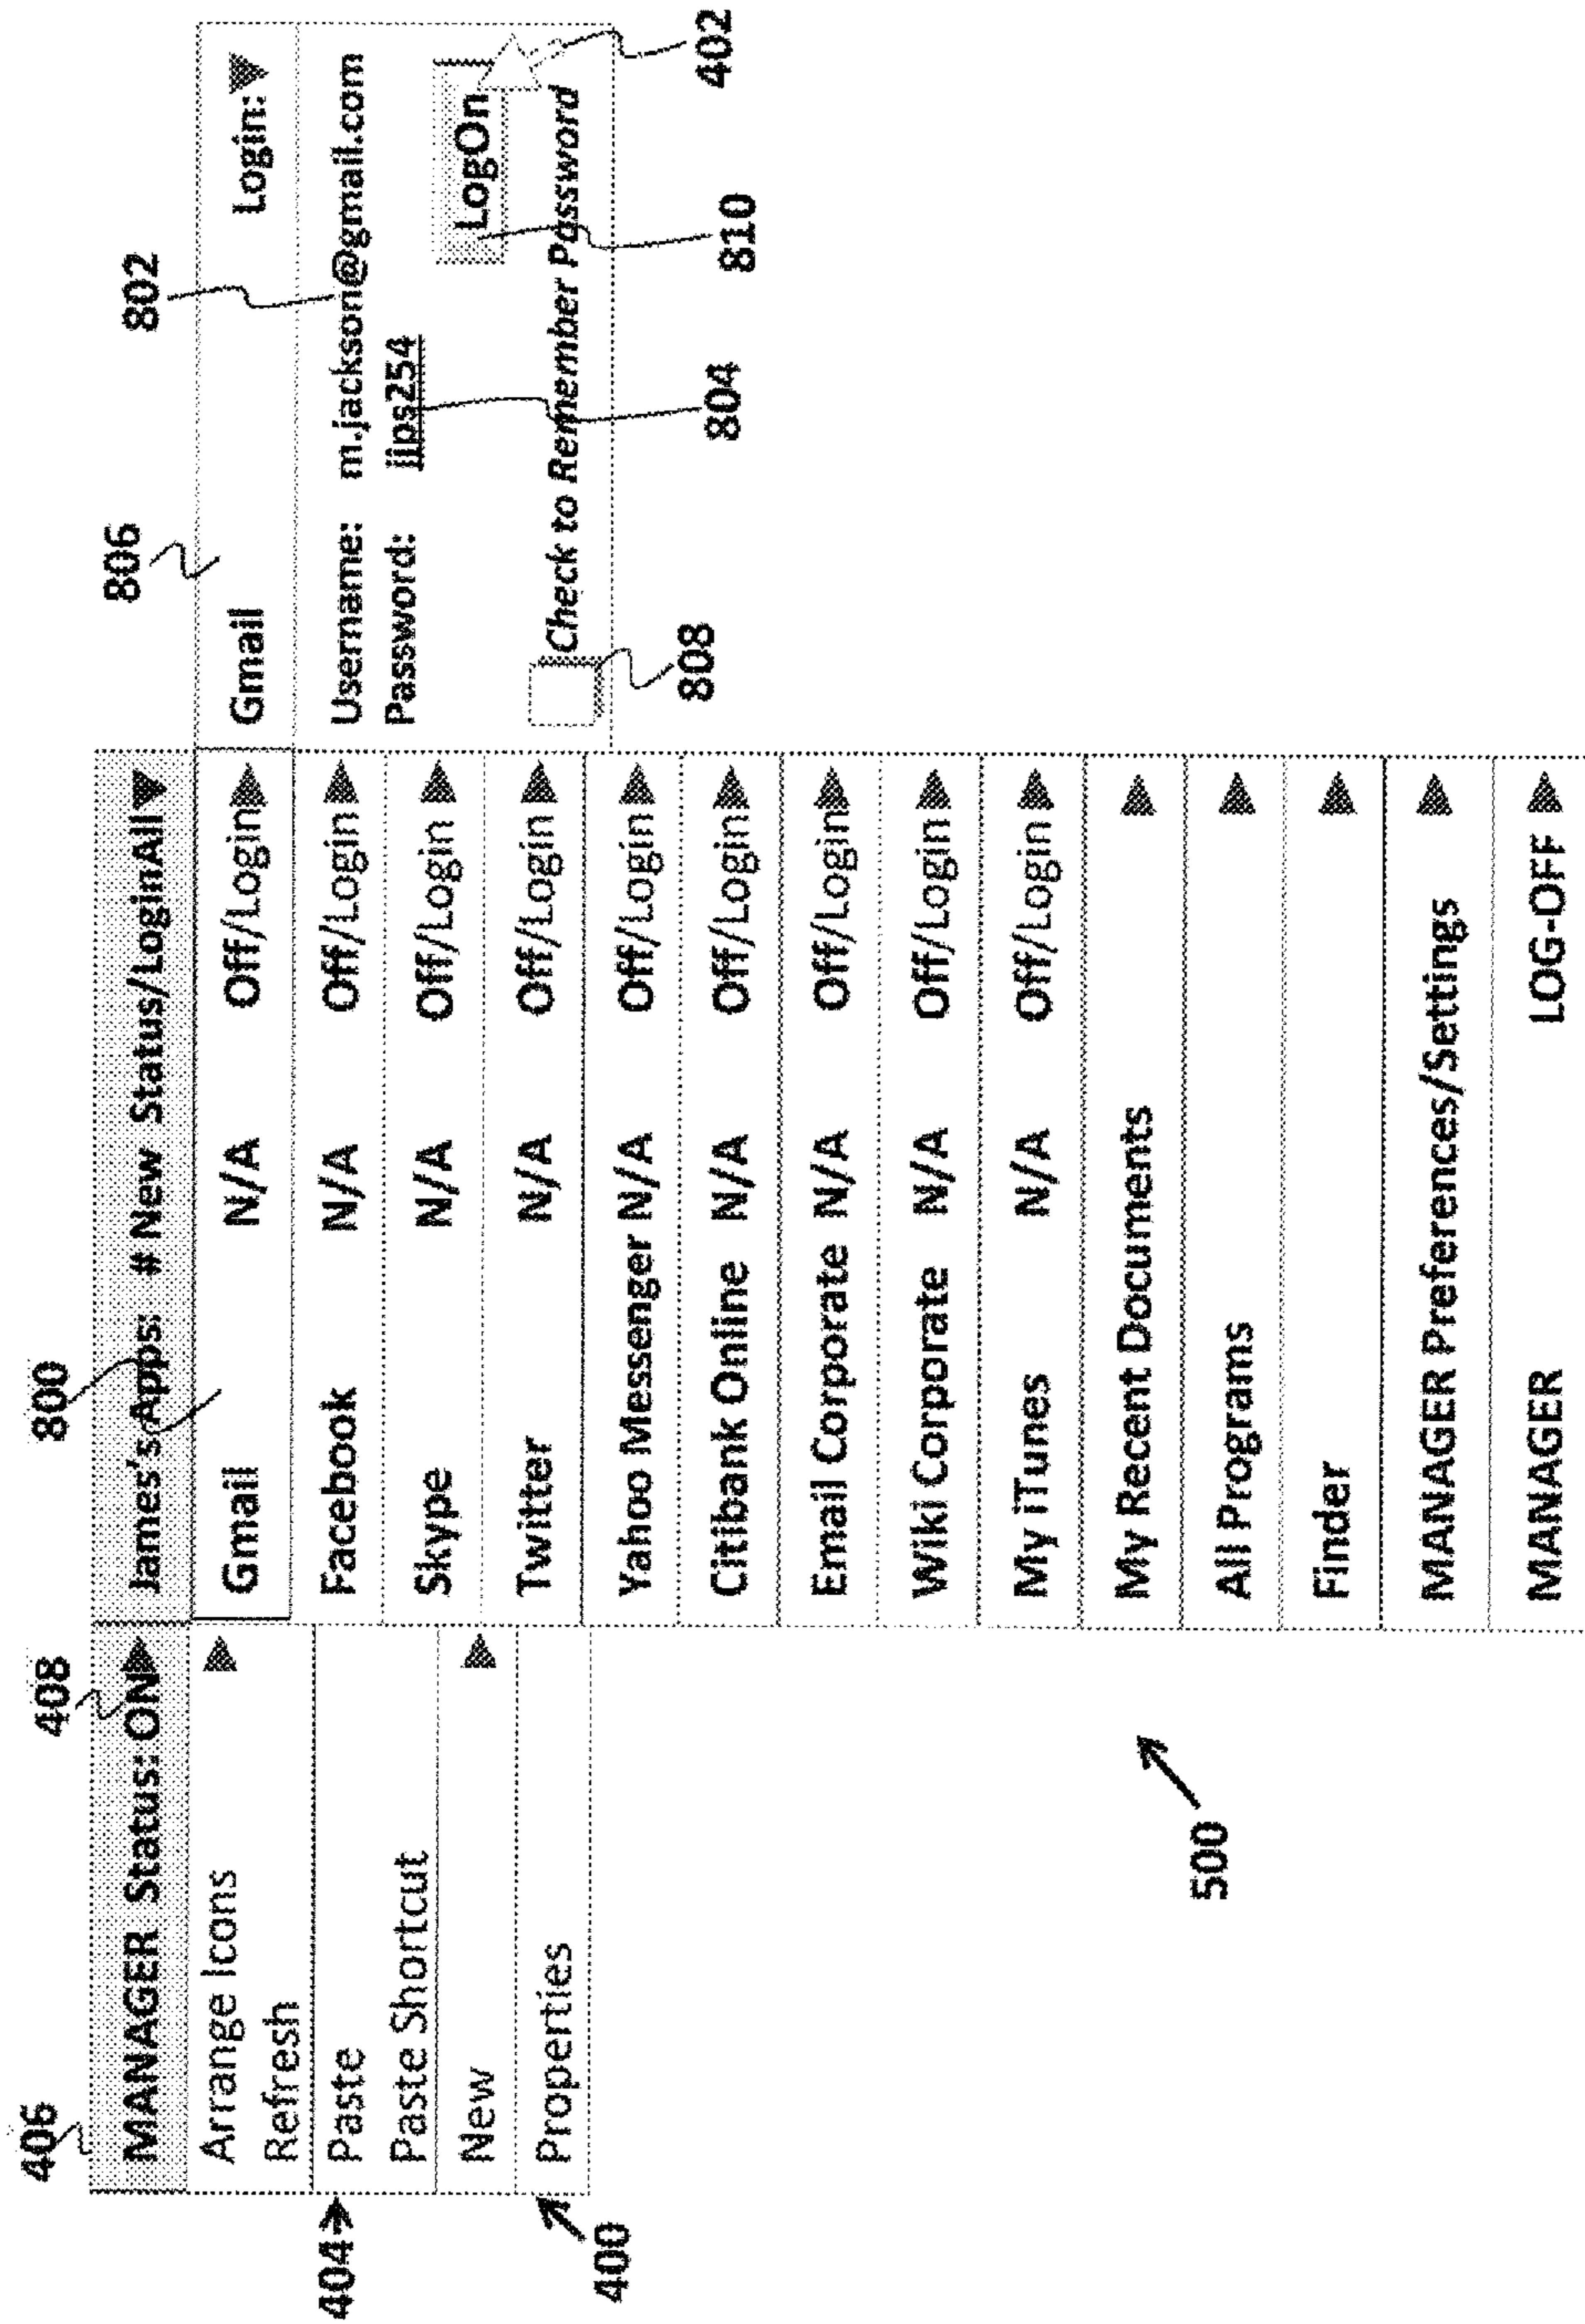 406
408
MANAGER Status: ON
Arrange Icons
Refresh
404
Paste
Paste Shortcut
New
Properties
400
800
James's Apps: # New Status/LoginAll
Gmail N/A Off/Login
Facebook N/A Off/Login
Skype N/A Off/Login
Twitter N/A Off/Login
Yahoo Messenger N/A Off/Login
Citibank Online N/A Off/Login
Email Corporate N/A Off/Login
Wiki Corporate N/A Off/Login
My iTunes N/A Off/Login
My Recent Documents
All Programs
Finder
MANAGER Preferences/Settings
MANAGER LOG-OFF
500
806
802
Gmail Login:
Username: m.jackson@gmail.com
Password:
LogOn
Check to Remember Password
808
804
810
402